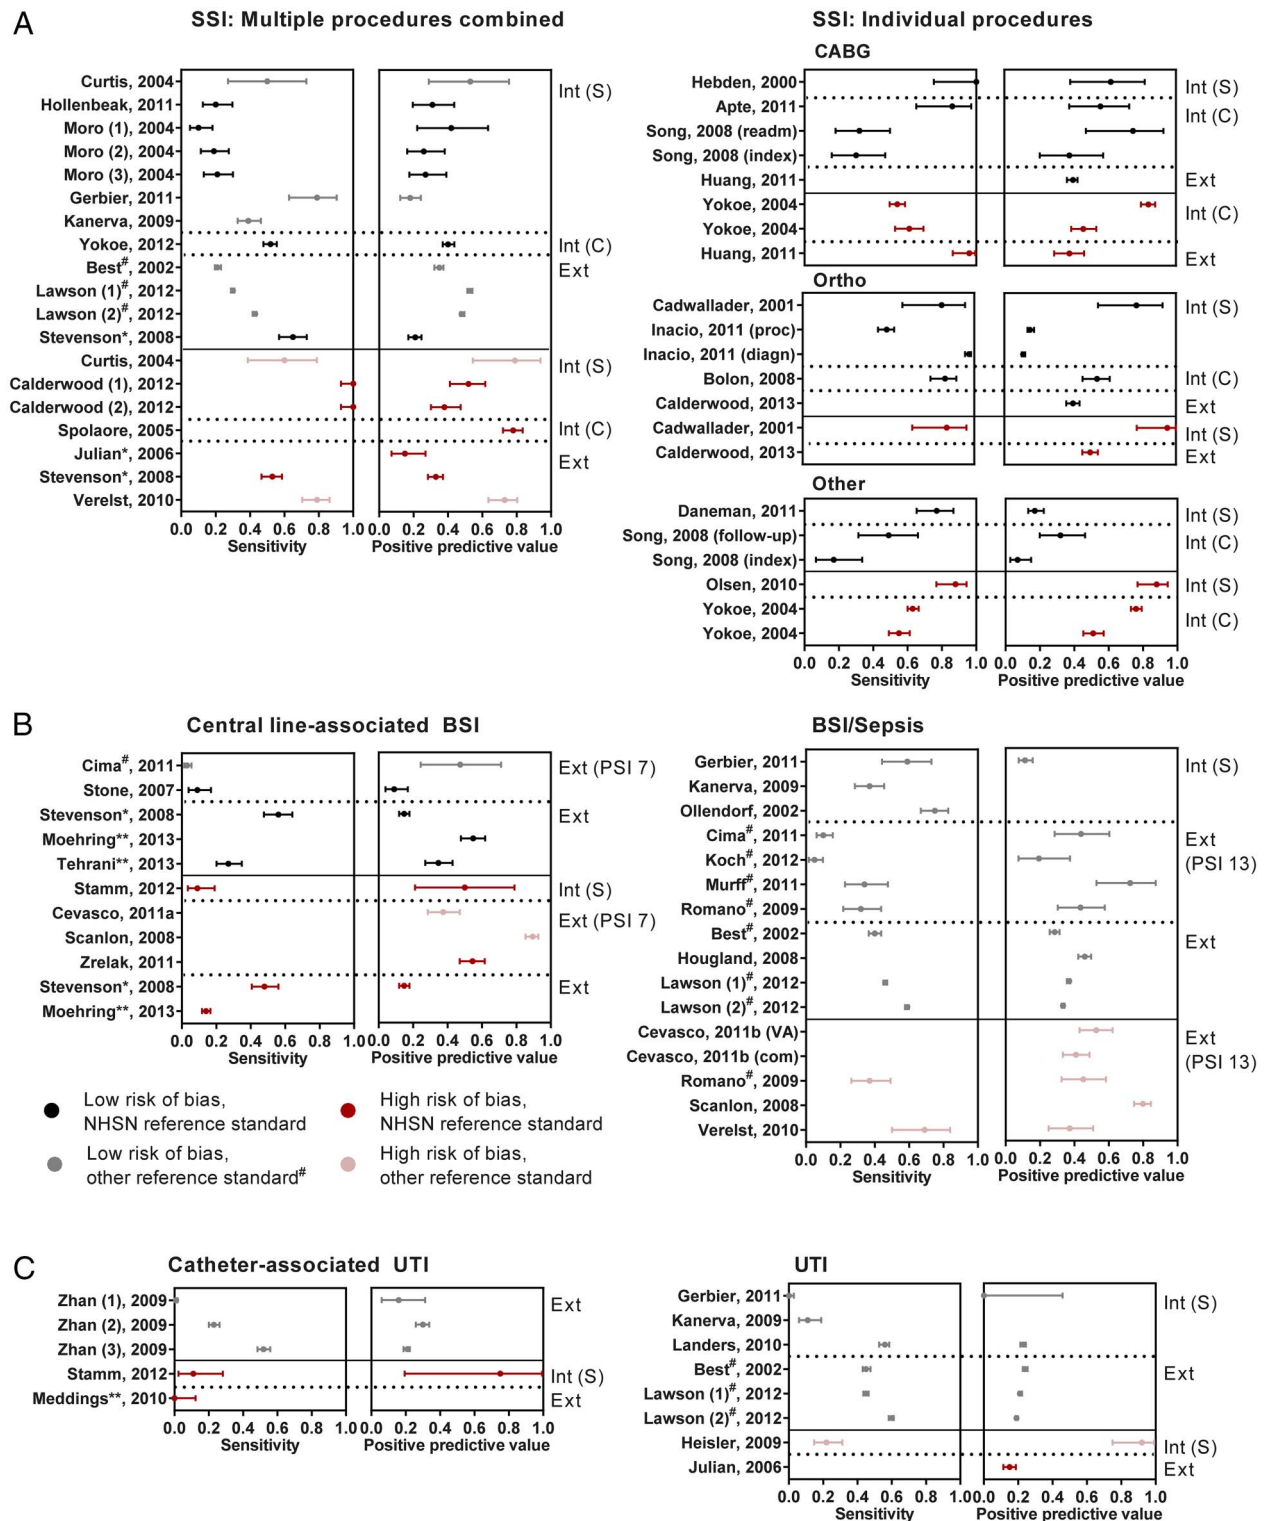 A
SSI: Multiple procedures combined
Curtis, 2004
Hollenbeak, 2011
Moro (1), 2004
Moro (2), 2004
Moro (3), 2004
Gerbier, 2011
Kanerva, 2009
Yokoe, 2012
Best#, 2002
Lawson (1)#, 2012
Lawson (2)#, 2012
Stevenson*, 2008
Curtis, 2004
Calderwood (1), 2012
Calderwood (2), 2012
Spolaore, 2005
Julian*, 2006
Stevenson*, 2008
Verelst, 2010
Int (S)
Int (C)
Ext
Int (S)
Int (C)
Ext
0.0 0.2 0.4 0.6 0.8 1.0
0.0 0.2 0.4 0.6 0.8 1.0
Sensitivity
Positive predictive value
SSI: Individual procedures
CABG
Hebden, 2000
Apte, 2011
Song, 2008 (readm)
Song, 2008 (index)
Huang, 2011
Yokoe, 2004
Yokoe, 2004
Huang, 2011
Int (S)
Int (C)
Ext
Int (C)
Ext
Ortho
Cadwallader, 2001
Inacio, 2011 (proc)
Inacio, 2011 (diagn)
Bolon, 2008
Calderwood, 2013
Cadwallader, 2001
Calderwood, 2013
Int (S)
Int (C)
Ext
Int (S)
Ext
Other
Daneman, 2011
Song, 2008 (follow-up)
Song, 2008 (index)
Olsen, 2010
Yokoe, 2004
Yokoe, 2004
Int (S)
Int (C)
Int (S)
Int (C)
0.0 0.2 0.4 0.6 0.8 1.0
0.0 0.2 0.4 0.6 0.8 1.0
Sensitivity
Positive predictive value
B
Central line-associated BSI
Cima#, 2011
Stone, 2007
Stevenson*, 2008
Moehring**, 2013
Tehrani**, 2013
Stamm, 2012
Cevasco, 2011a
Scanlon, 2008
Zrelak, 2011
Stevenson*, 2008
Moehring**, 2013
Ext (PSI 7)
Ext
Int (S)
Ext (PSI 7)
Ext
0.0 0.2 0.4 0.6 0.8 1.0
0.0 0.2 0.4 0.6 0.8 1.0
Sensitivity
Positive predictive value
Low risk of bias,
NHSN reference standard
High risk of bias,
NHSN reference standard
Low risk of bias,
other reference standard#
High risk of bias,
other reference standard
BSI/Sepsis
Gerbier, 2011
Kanerva, 2009
Ollendorf, 2002
Cima#, 2011
Koch#, 2012
Murff#, 2011
Romano#, 2009
Best#, 2002
Hougland, 2008
Lawson (1)#, 2012
Lawson (2)#, 2012
Cevasco, 2011b (VA)
Cevasco, 2011b (com)
Romano#, 2009
Scanlon, 2008
Verelst, 2010
Int (S)
Ext
(PSI 13)
Ext
Ext
(PSI 13)
0.0 0.2 0.4 0.6 0.8 1.0
0.0 0.2 0.4 0.6 0.8 1.0
Sensitivity
Positive predictive value
C
Catheter-associated UTI
Zhan (1), 2009
Zhan (2), 2009
Zhan (3), 2009
Stamm, 2012
Meddings**, 2010
Ext
Int (S)
Ext
0.0 0.2 0.4 0.6 0.8 1.0
0.0 0.2 0.4 0.6 0.8 1.0
Sensitivity
Positive predictive value
UTI
Gerbier, 2011
Kanerva, 2009
Landers, 2010
Best#, 2002
Lawson (1)#, 2012
Lawson (2)#, 2012
Heisler, 2009
Julian, 2006
Int (S)
Ext
Int (S)
Ext
0.0 0.2 0.4 0.6 0.8 1.0
0.0 0.2 0.4 0.6 0.8 1.0
Sensitivity
Positive predictive value